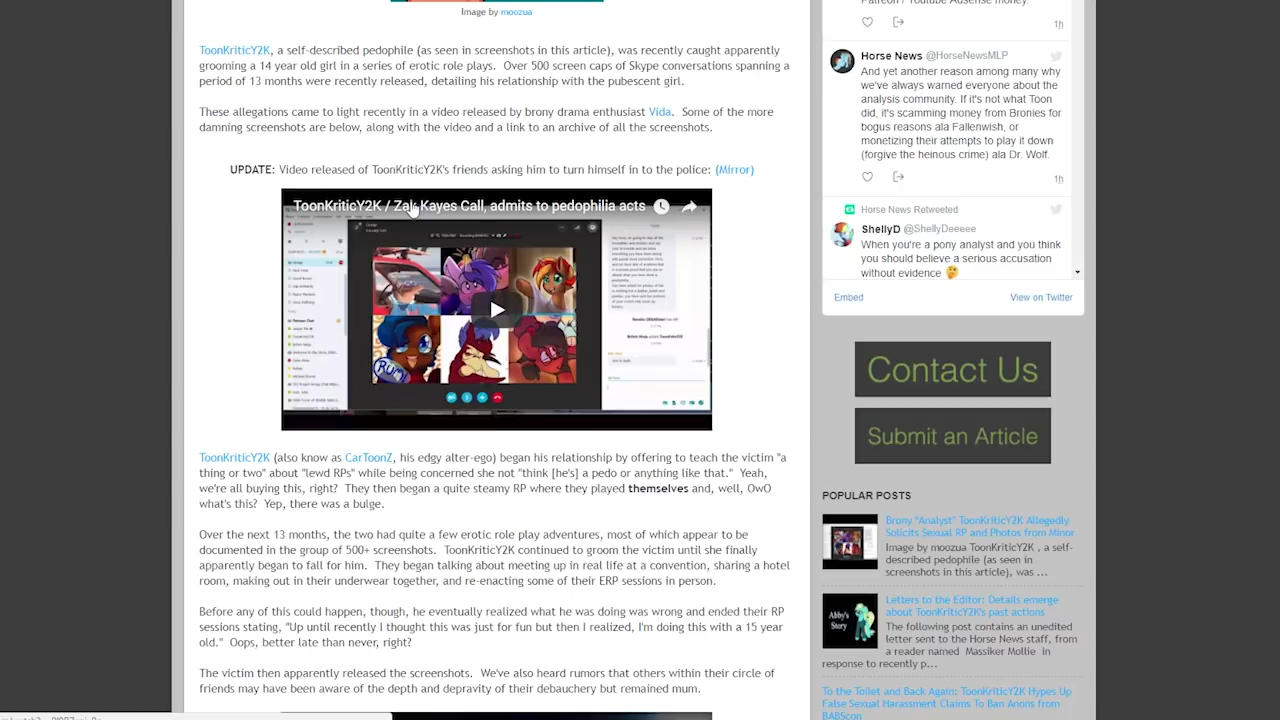 Image by moozua
ToonKriticY2K, a self-described pedophile (as seen in screenshots in this article), was recently caught apparently
grooming a 14 year old girl in a series of erotic role plays. Over 500 screen caps of Skype conversations spanning a
period of 13 months were recently released, detailing his relationship with the pubescent girl.
These allegations came to light recently in a video released by brony drama enthusiast Vida. Some of the more
damning screenshots are below, along with the video and a link to an archive of all the screenshots.
UPDATE: Video released of ToonKriticY2K's friends asking him to turn himself in to the police: (Mirror)
ToonKriticY2K / Zak Kayes Call, admits to pedophilia acts
RUM
ToonKriticY2K (also know as CarToonZ, his edgy alter-ego) began his relationship by offering to teach the victim "a
thing or two" about "lewd RPs" while being concerned she not "think [he's] a pedo or anything like that." Yeah,
we're all buying this, right? They then began a quite steamy RP where they played themselves and, well, OwO
what's this? Yep, there was a bulge.
Over the next 13 months, the two had quite a few erotic role play adventures, most of which appear to be
documented in the group of 500+ screenshots. ToonKriticY2K continued to groom the victim until she finally
apparently began to fall for him. They began talking about meeting up in real life at a convention, sharing a hotel
room, making out in their underwear together, and re-enacting some of their ERP sessions in person.
Before any of this could happen, though, he eventually realized what he was doing was wrong and ended their RP
sessions stating, "Up until recently I thought this was just for fun but then I realized, I'm doing this with a 15 year
old." Oops, better late than never, right?
The victim then apparently released the screenshots. We've also heard rumors that others within their circle of
friends may have been aware of the depth and depravity of their debauchery but remained mum.
Patreon / Youtube Adsense money.
1h
Horse News @HorseNewsMLP
And yet another reason among many why
we've always warned everyone about the
analysis community. If it's not what Toon
did, it's scamming money from Bronies for
bogus reasons ala Fallenwish, or
monetizing their attempts to play it down
(forgive the heinous crime) ala Dr. Wolf.
1h
Horse News Retweeted
ShellyD @ShellyDeeeee
When you're a pony analyst and you think
you should believe a serious accusation
without evidence 🤔
Embed
View on Twitter
Contact Us
Submit an Article
POPULAR POSTS
Brony "Analyst" ToonKriticY2K Allegedly
Solicits Sexual RP and Photos from Minor
Image by moozua ToonKriticY2K , a self-
described pedophile (as seen in
screenshots in this article), was ...
Abby's
Story
Letters to the Editor: Details emerge
about ToonKriticY2K's past actions
The following post contains an unedited
letter sent to the Horse News staff, from
a reader named Massiker Mollie in
response to recently p...
To the Toilet and Back Again: ToonKriticY2K Hypes Up
False Sexual Harassment Claims To Ban Anons from
BABScon